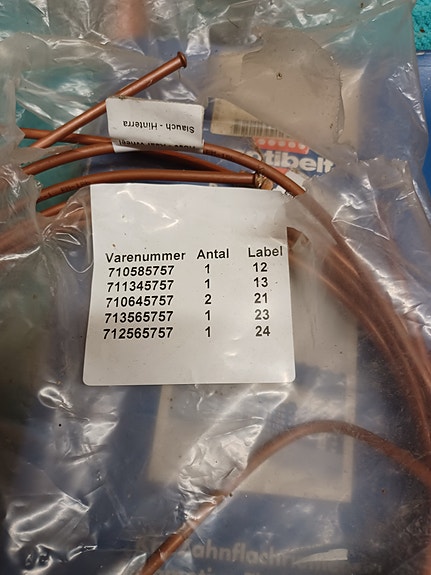 Slauch - Hinterra
Varenummer Antal Label
710585757 1 12
711345757 1 13
710645757 2 21
713565757 1 23
712565757 1 24
tibelt
ahnflachri